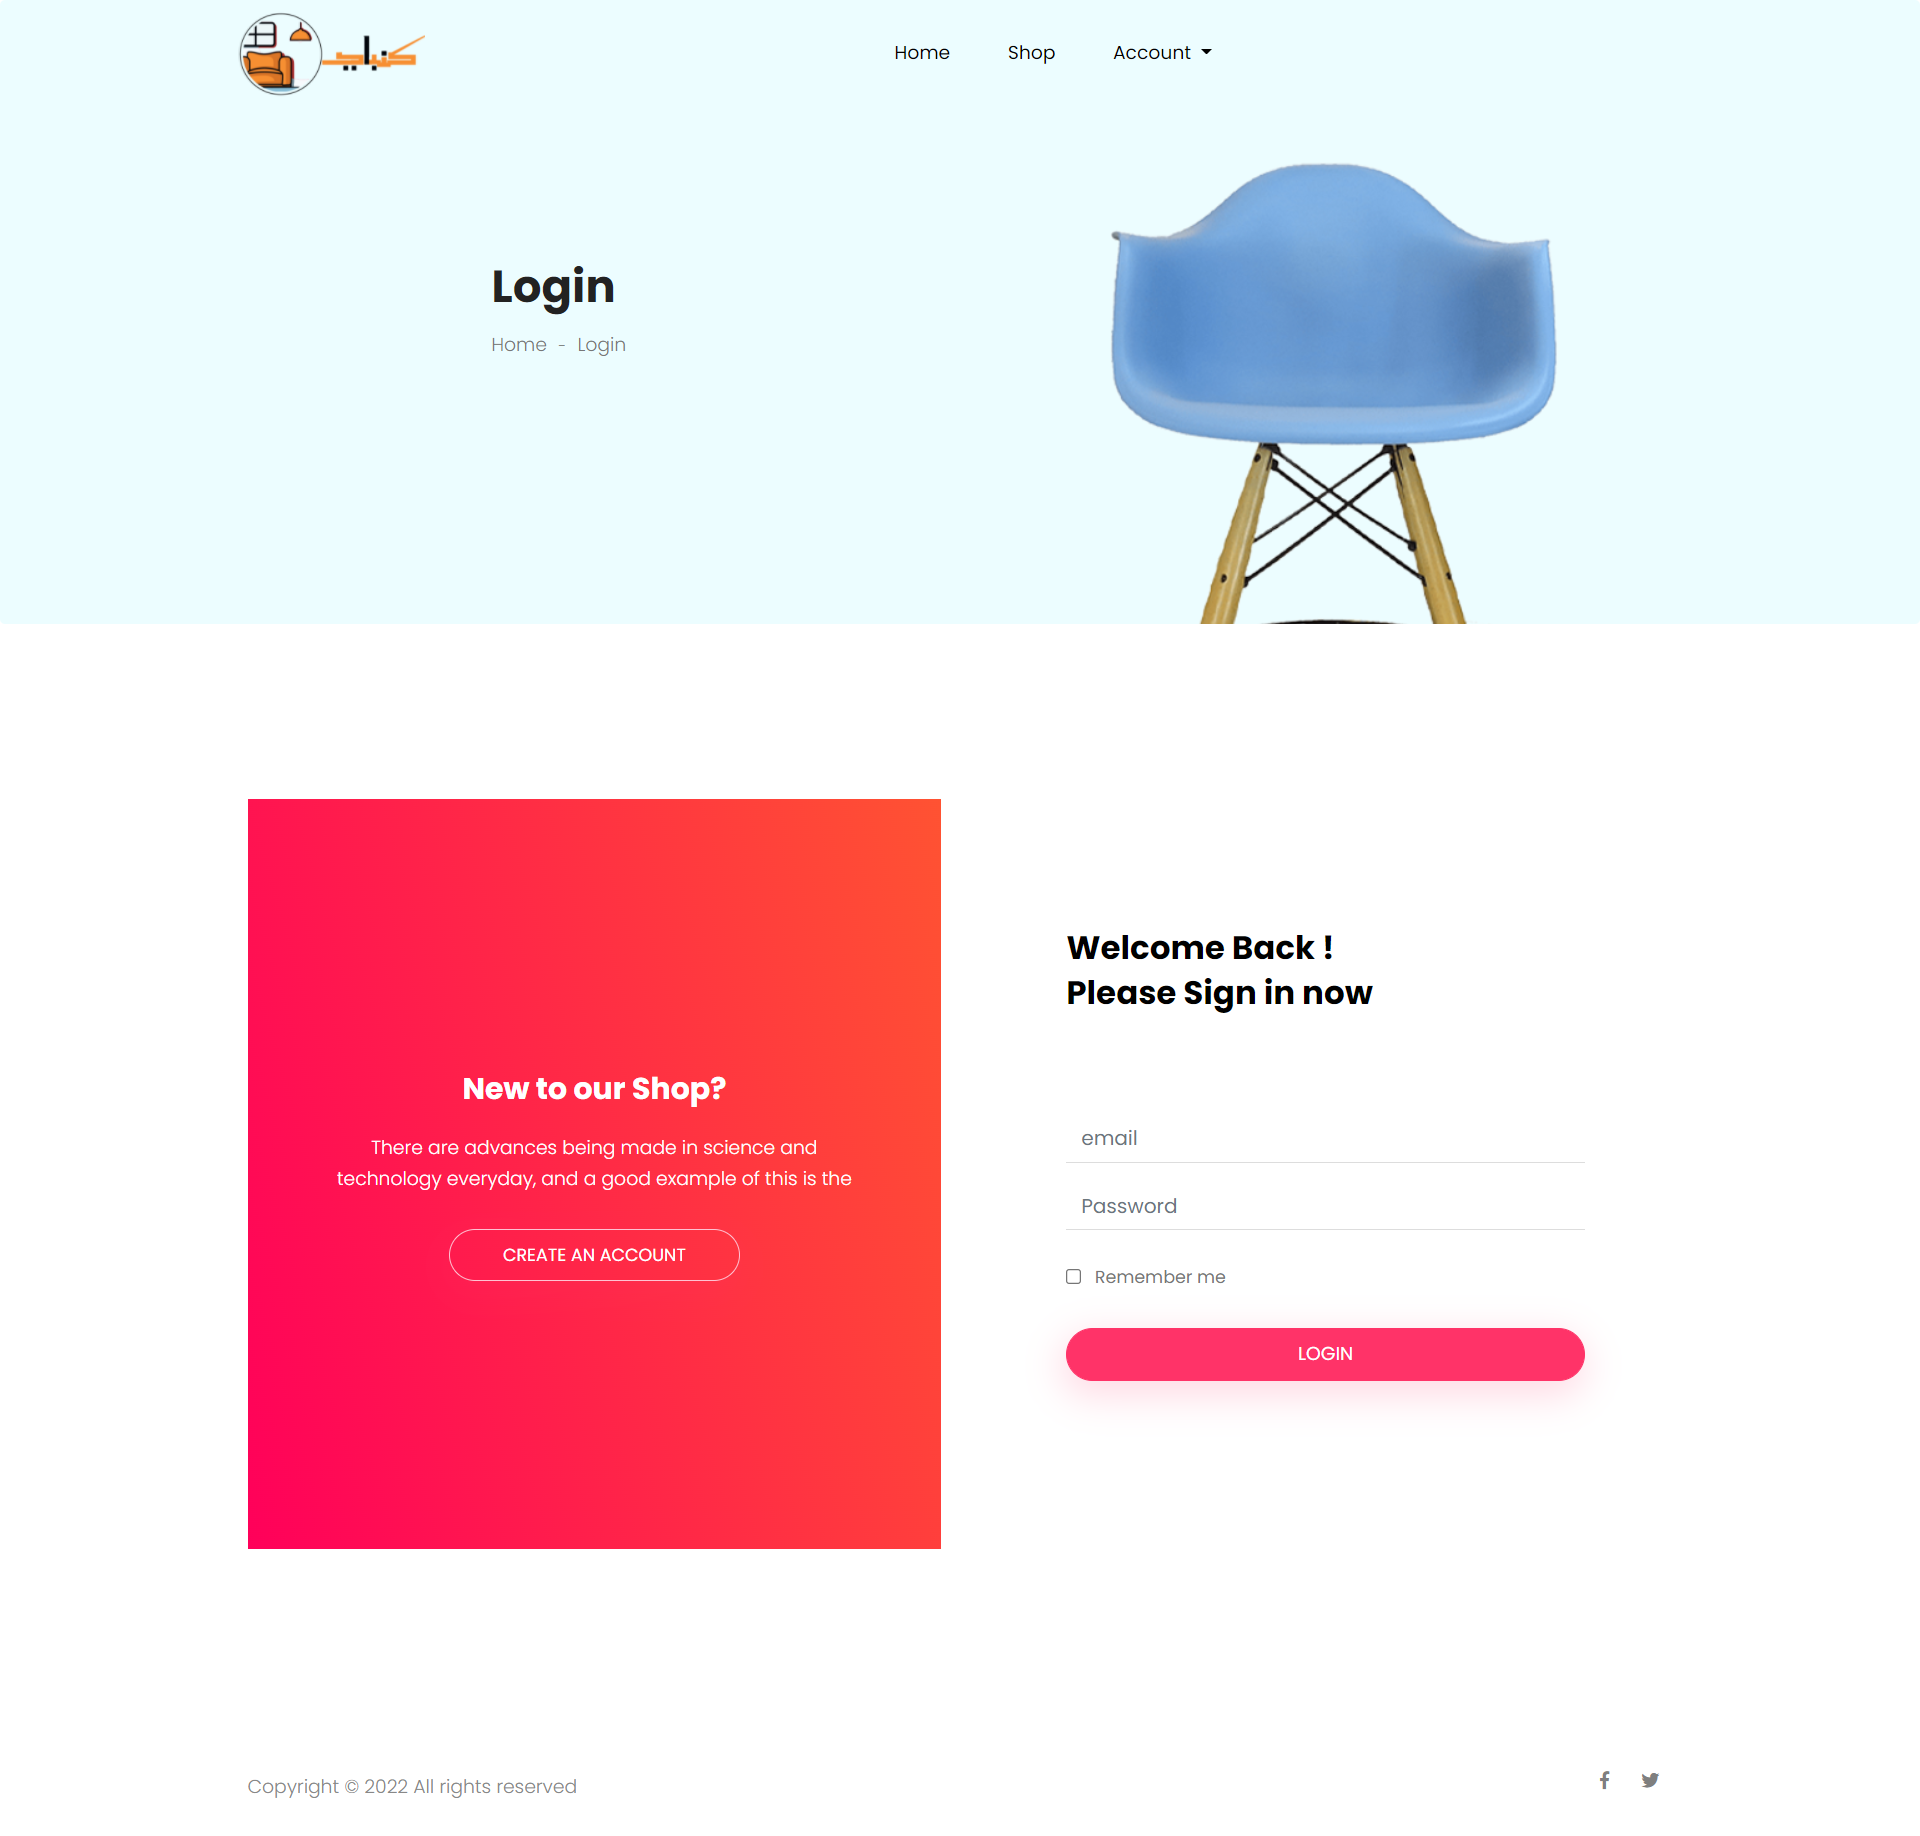 كنبايـ
Home
Shop
Account
Login
Home - Login
New to our Shop?
There are advances being made in science and
technology everyday, and a good example of this is the
CREATE AN ACCOUNT
Welcome Back !
Please Sign in now
email
Password
Remember me
LOGIN
Copyright © 2022 All rights reserved